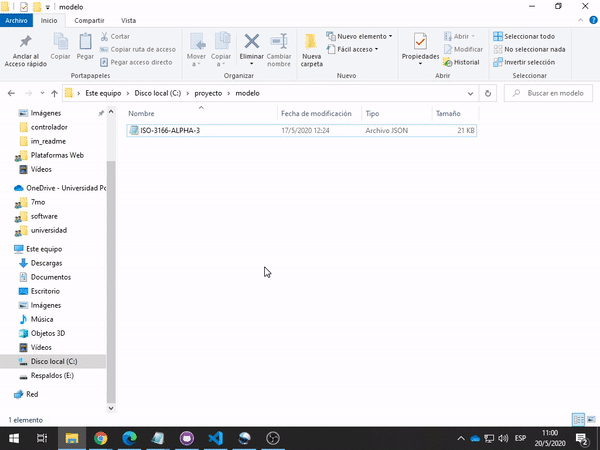 modelo
Archivo Inicio Compartir Vista
Anclar al Acceso rápido
Copiar
Pegar
Cortar
Copiar ruta de acceso
Pegar acceso directo
Portapapeles
Mover a
Copiar a
Eliminar
Cambiar nombre
Organizar
Nueva carpeta
Nuevo elemento
Fácil acceso
Nuevo
Propiedades
Abrir
Modificar
Historial
Abrir
Seleccionar todo
No seleccionar nada
Invertir selección
Seleccionar
Este equipo > Disco local (C:) > proyecto > modelo
Buscar en modelo
Nombre Fecha de modificación Tipo Tamaño
ISO-3166-ALPHA-3 17/5/2020 12:24 Archivo JSON 21 KB
Imágenes
controlador
im_readme
Plataformas Web
Vídeos
OneDrive - Universidad Po
7mo
software
universidad
Este equipo
Descargas
Documentos
Escritorio
Imágenes
Música
Objetos 3D
Vídeos
Disco local (C:)
Respaldos (E:)
Red
1 elemento
ESP
11:00
20/5/2020
2